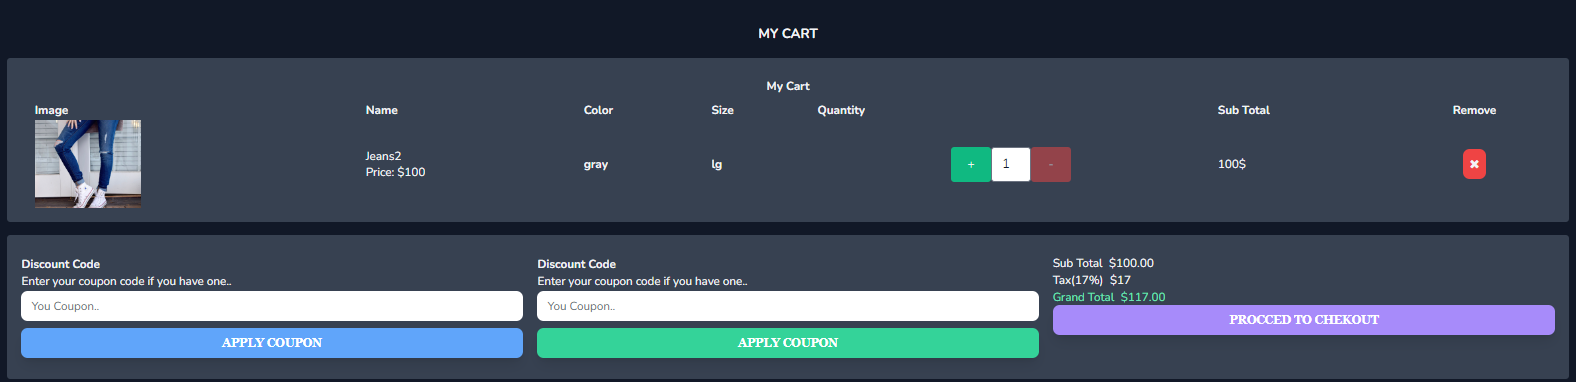 MY CART
My Cart
Image Name Color Size Quantity Sub Total Remove
Jeans2
Price: $100
gray lg + 1 - 100$ ✖
Discount Code
Enter your coupon code if you have one..
You Coupon..
APPLY COUPON
Discount Code
Enter your coupon code if you have one..
You Coupon..
APPLY COUPON
Sub Total $100.00
Tax(17%) $17
Grand Total $117.00
PROCCED TO CHEKOUT